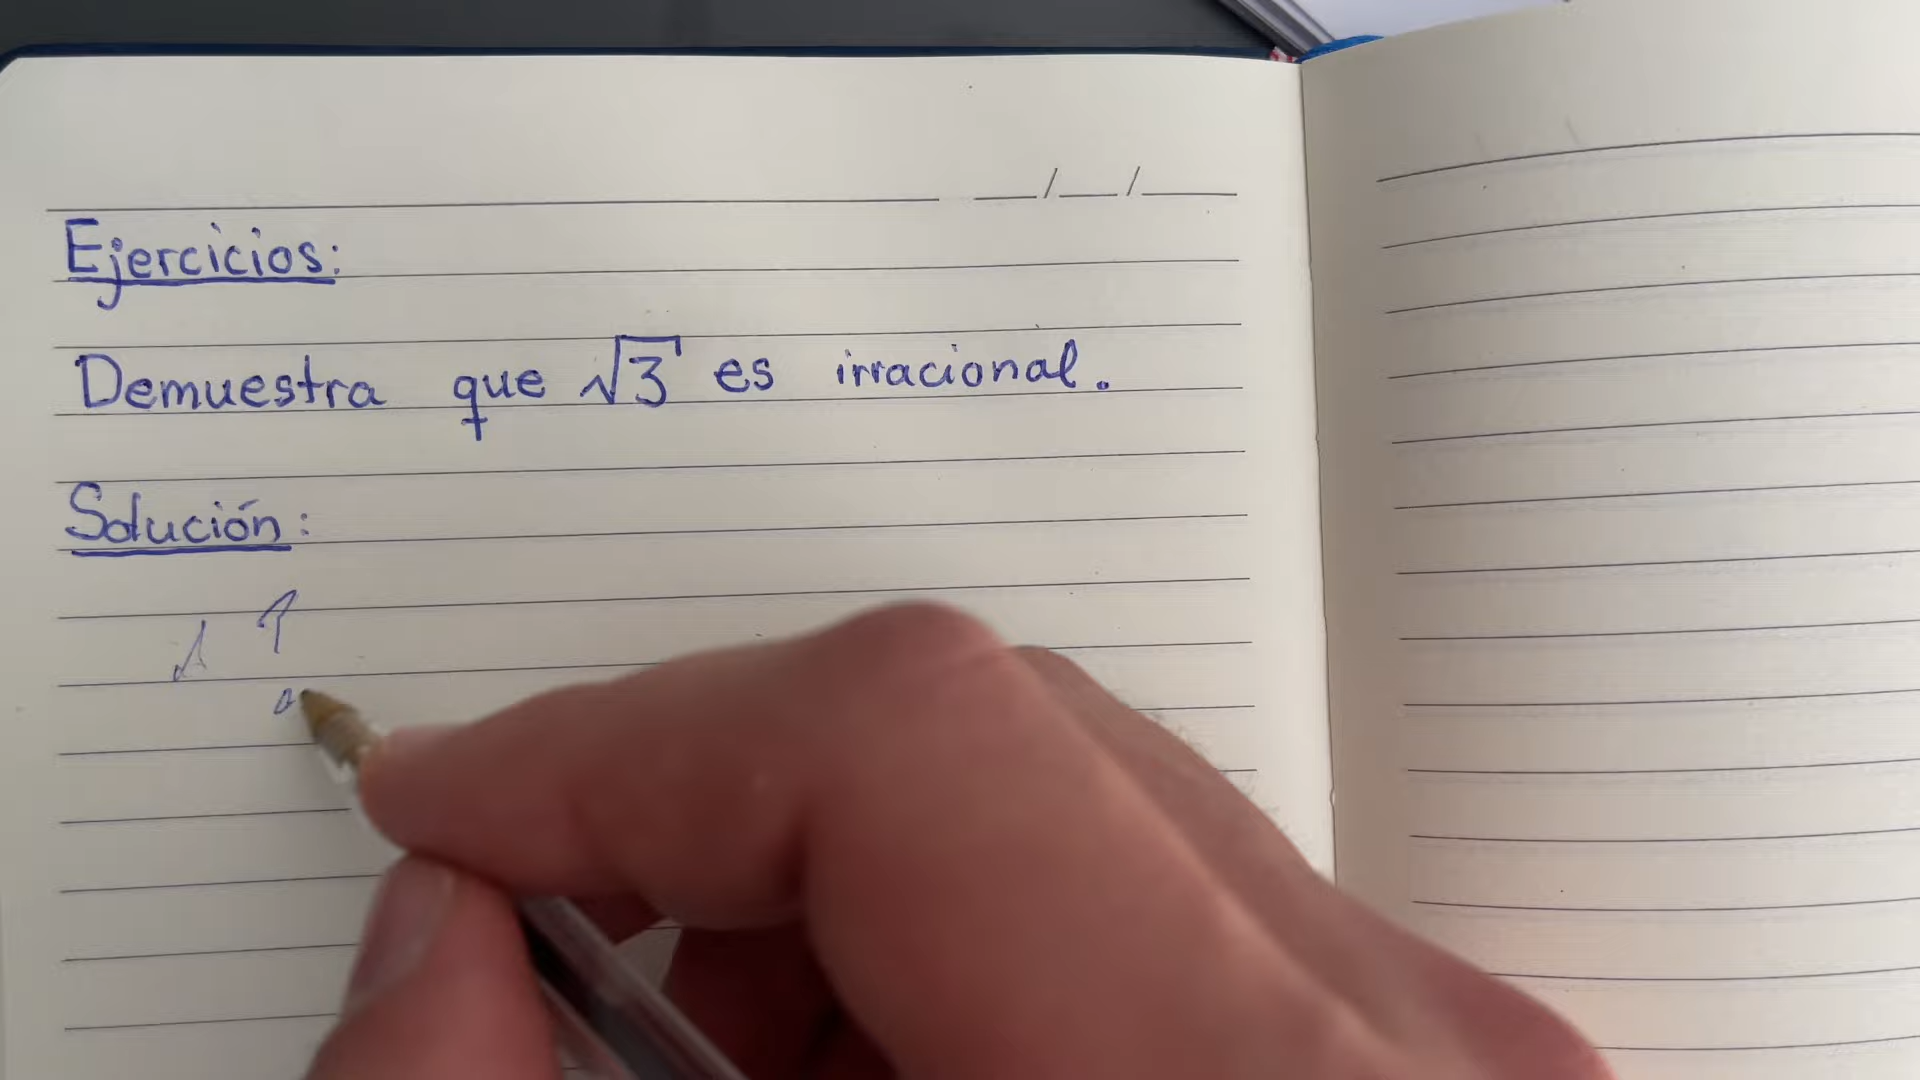 Ejercicios:
Demuestra que √3 es irracional.
Solución: